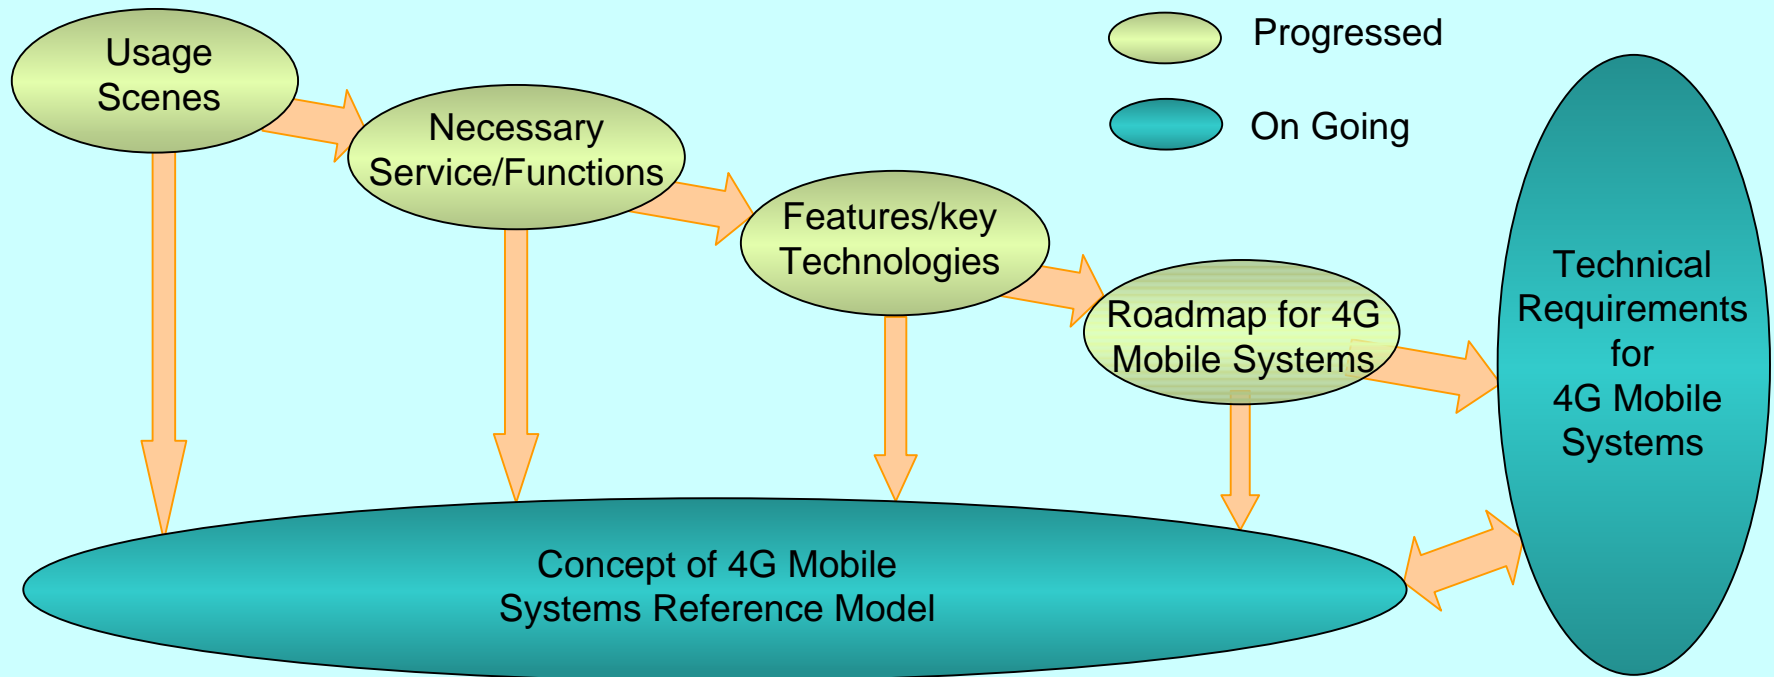 Usage
Scenes
Necessary
Service/Functions
Features/key
Technologies
Roadmap for 4G
Mobile Systems
Progressed
On Going
Technical
Requirements
for
4G Mobile
Systems
Concept of 4G Mobile
Systems Reference Model